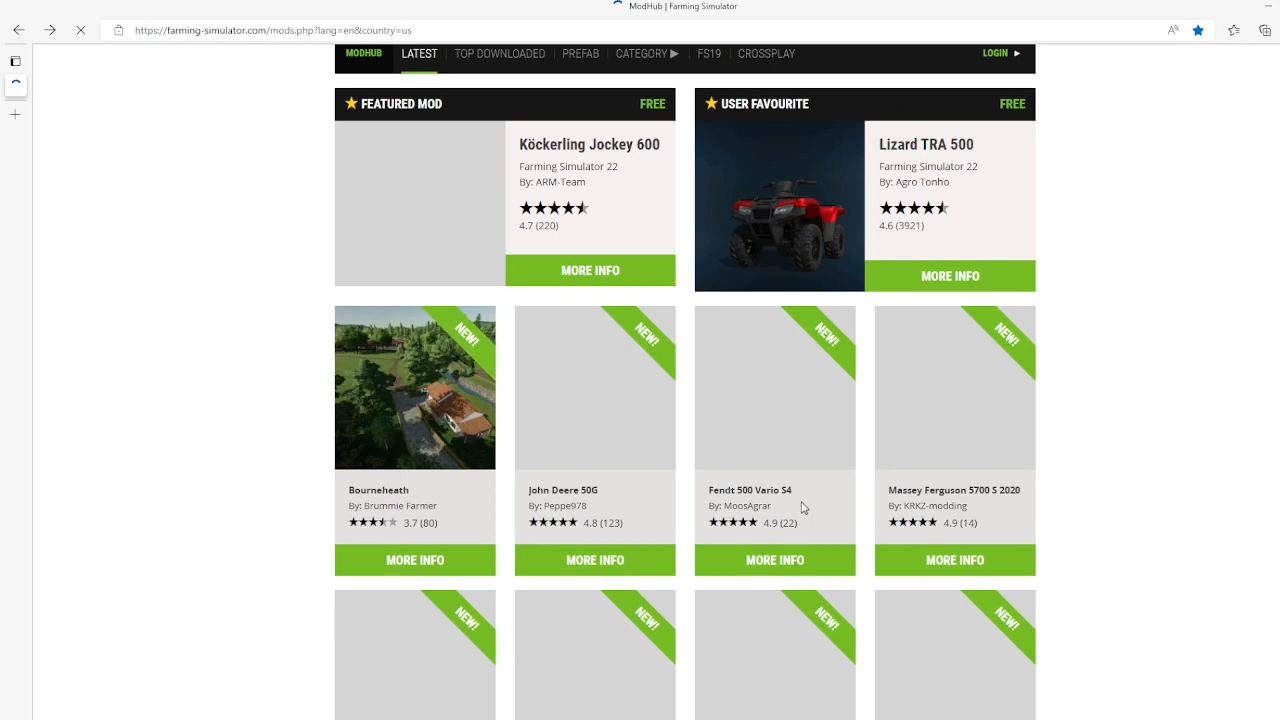 ModHub | Farming Simulator
https://farming-simulator.com/mods.php?lang=en&country=us
MODHUB LATEST TOP DOWNLOADED PREFAB CATEGORY ▶ FS19 CROSSPLAY LOGIN ▶
★ FEATURED MOD FREE
Köckerling Jockey 600
Farming Simulator 22
By: ARM-Team
4.7 (220)
MORE INFO
★ USER FAVOURITE FREE
Lizard TRA 500
Farming Simulator 22
By: Agro Tonho
4.6 (3921)
MORE INFO
NEW!
Bourneheath
By: Brummie Farmer
3.7 (80)
MORE INFO
NEW!
John Deere 50G
By: Peppe978
4.8 (123)
MORE INFO
NEW!
Fendt 500 Vario S4
By: MoosAgrar
4.9 (22)
MORE INFO
NEW!
Massey Ferguson 5700 S 2020
By: KRKZ-modding
4.9 (14)
MORE INFO
NEW!
NEW!
NEW!
NEW!